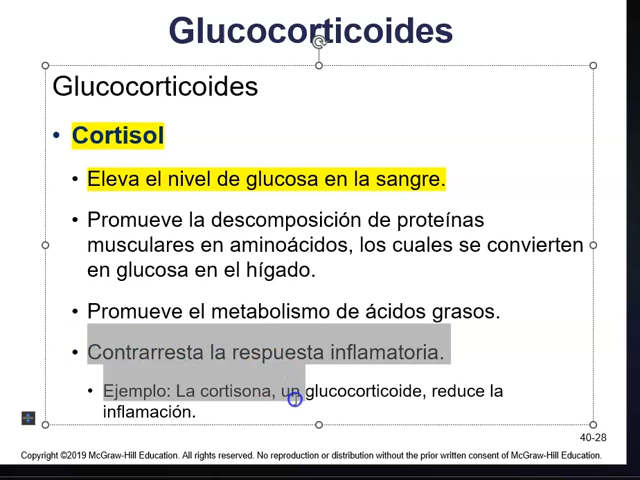 Glucocorticoides
Glucocorticoides
• Cortisol
• Eleva el nivel de glucosa en la sangre.
• Promueve la descomposición de proteínas
musculares en aminoácidos, los cuales se convierten
en glucosa en el hígado.
• Promueve el metabolismo de ácidos grasos.
• Contrarresta la respuesta inflamatoria.
• Ejemplo: La cortisona, un glucocorticoide, reduce la
inflamación.
40-28
Copyright ©2019 McGraw-Hill Education. All rights reserved. No reproduction or distribution without the prior written consent of McGraw-Hill Education.